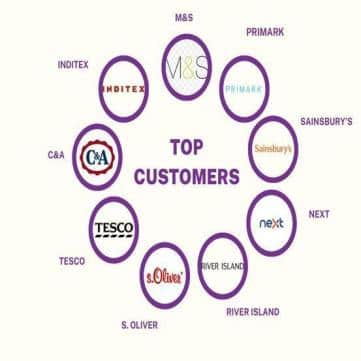 M&S
PRIMARK
INDITEX
M&S
INDITEX
PRIMARK
SAINSBURY'S
C&A
C&A
Sainsbury's
TOP
CUSTOMERS
NEXT
TESCO
next
TESCO
RIVER ISLAND
s.Oliver
RIVER ISLAND
S. OLIVER